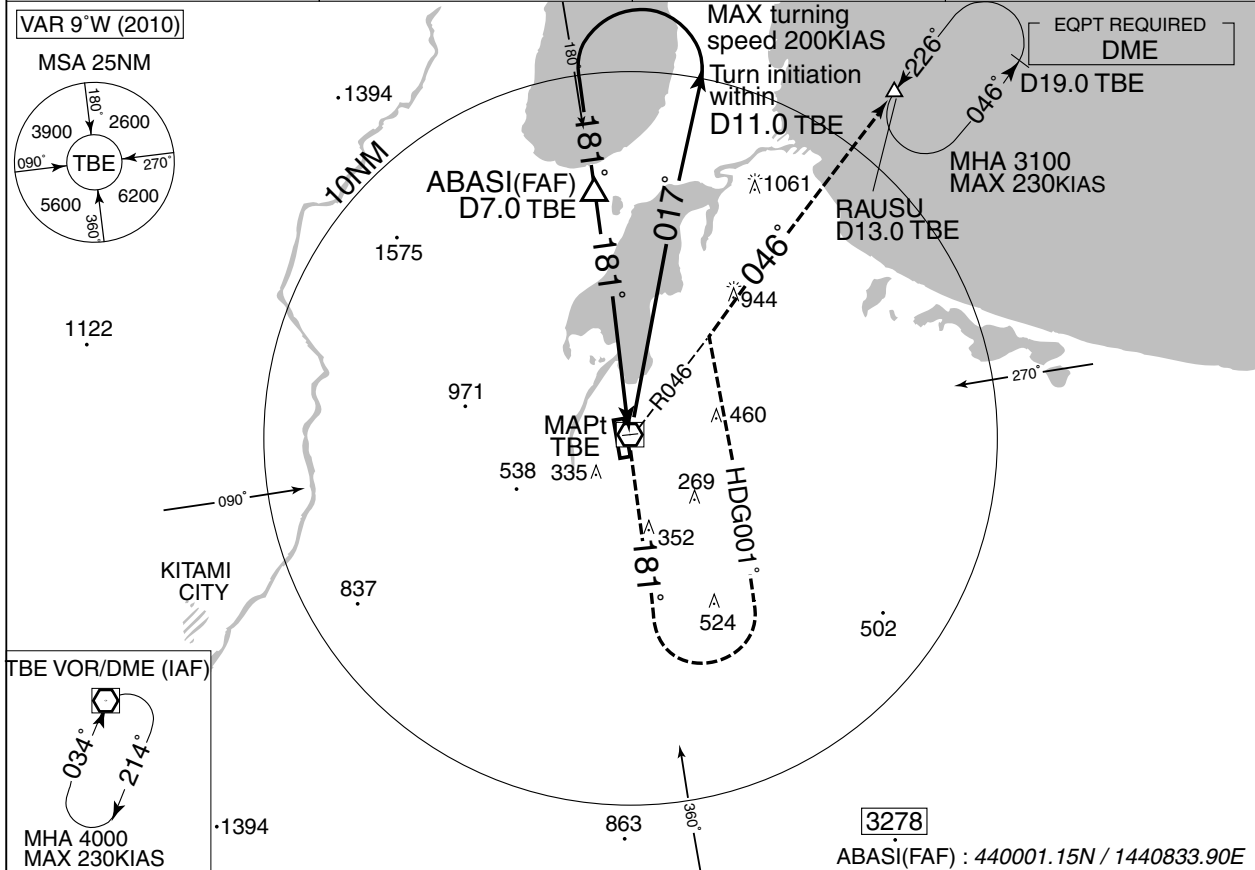 VAR 9°W (2010)
MSA 25NM
180°
3900
2600
090°
TBE
270°
5600
6200
360°
1394
10NM
1575
1122
971
180°
MAX turning
speed 200KIAS
Turn initiation
within
D11.0 TBE
181°
ABASI(FAF)
D7.0 TBE
181°
017°
1061
226°
046°
EQPT REQUIRED
DME
D19.0 TBE
MHA 3100
MAX 230KIAS
RAUSU
D13.0 TBE
046°
944
270°
R046
460
MAPt
TBE
538
335
269
HDG001°
352
181°
524
502
090°
KITAMI
CITY
837
TBE VOR/DME (IAF)
034°
214°
MHA 4000
MAX 230KIAS
1394
863
360°
3278
ABASI(FAF) : 440001.15N / 1440833.90E